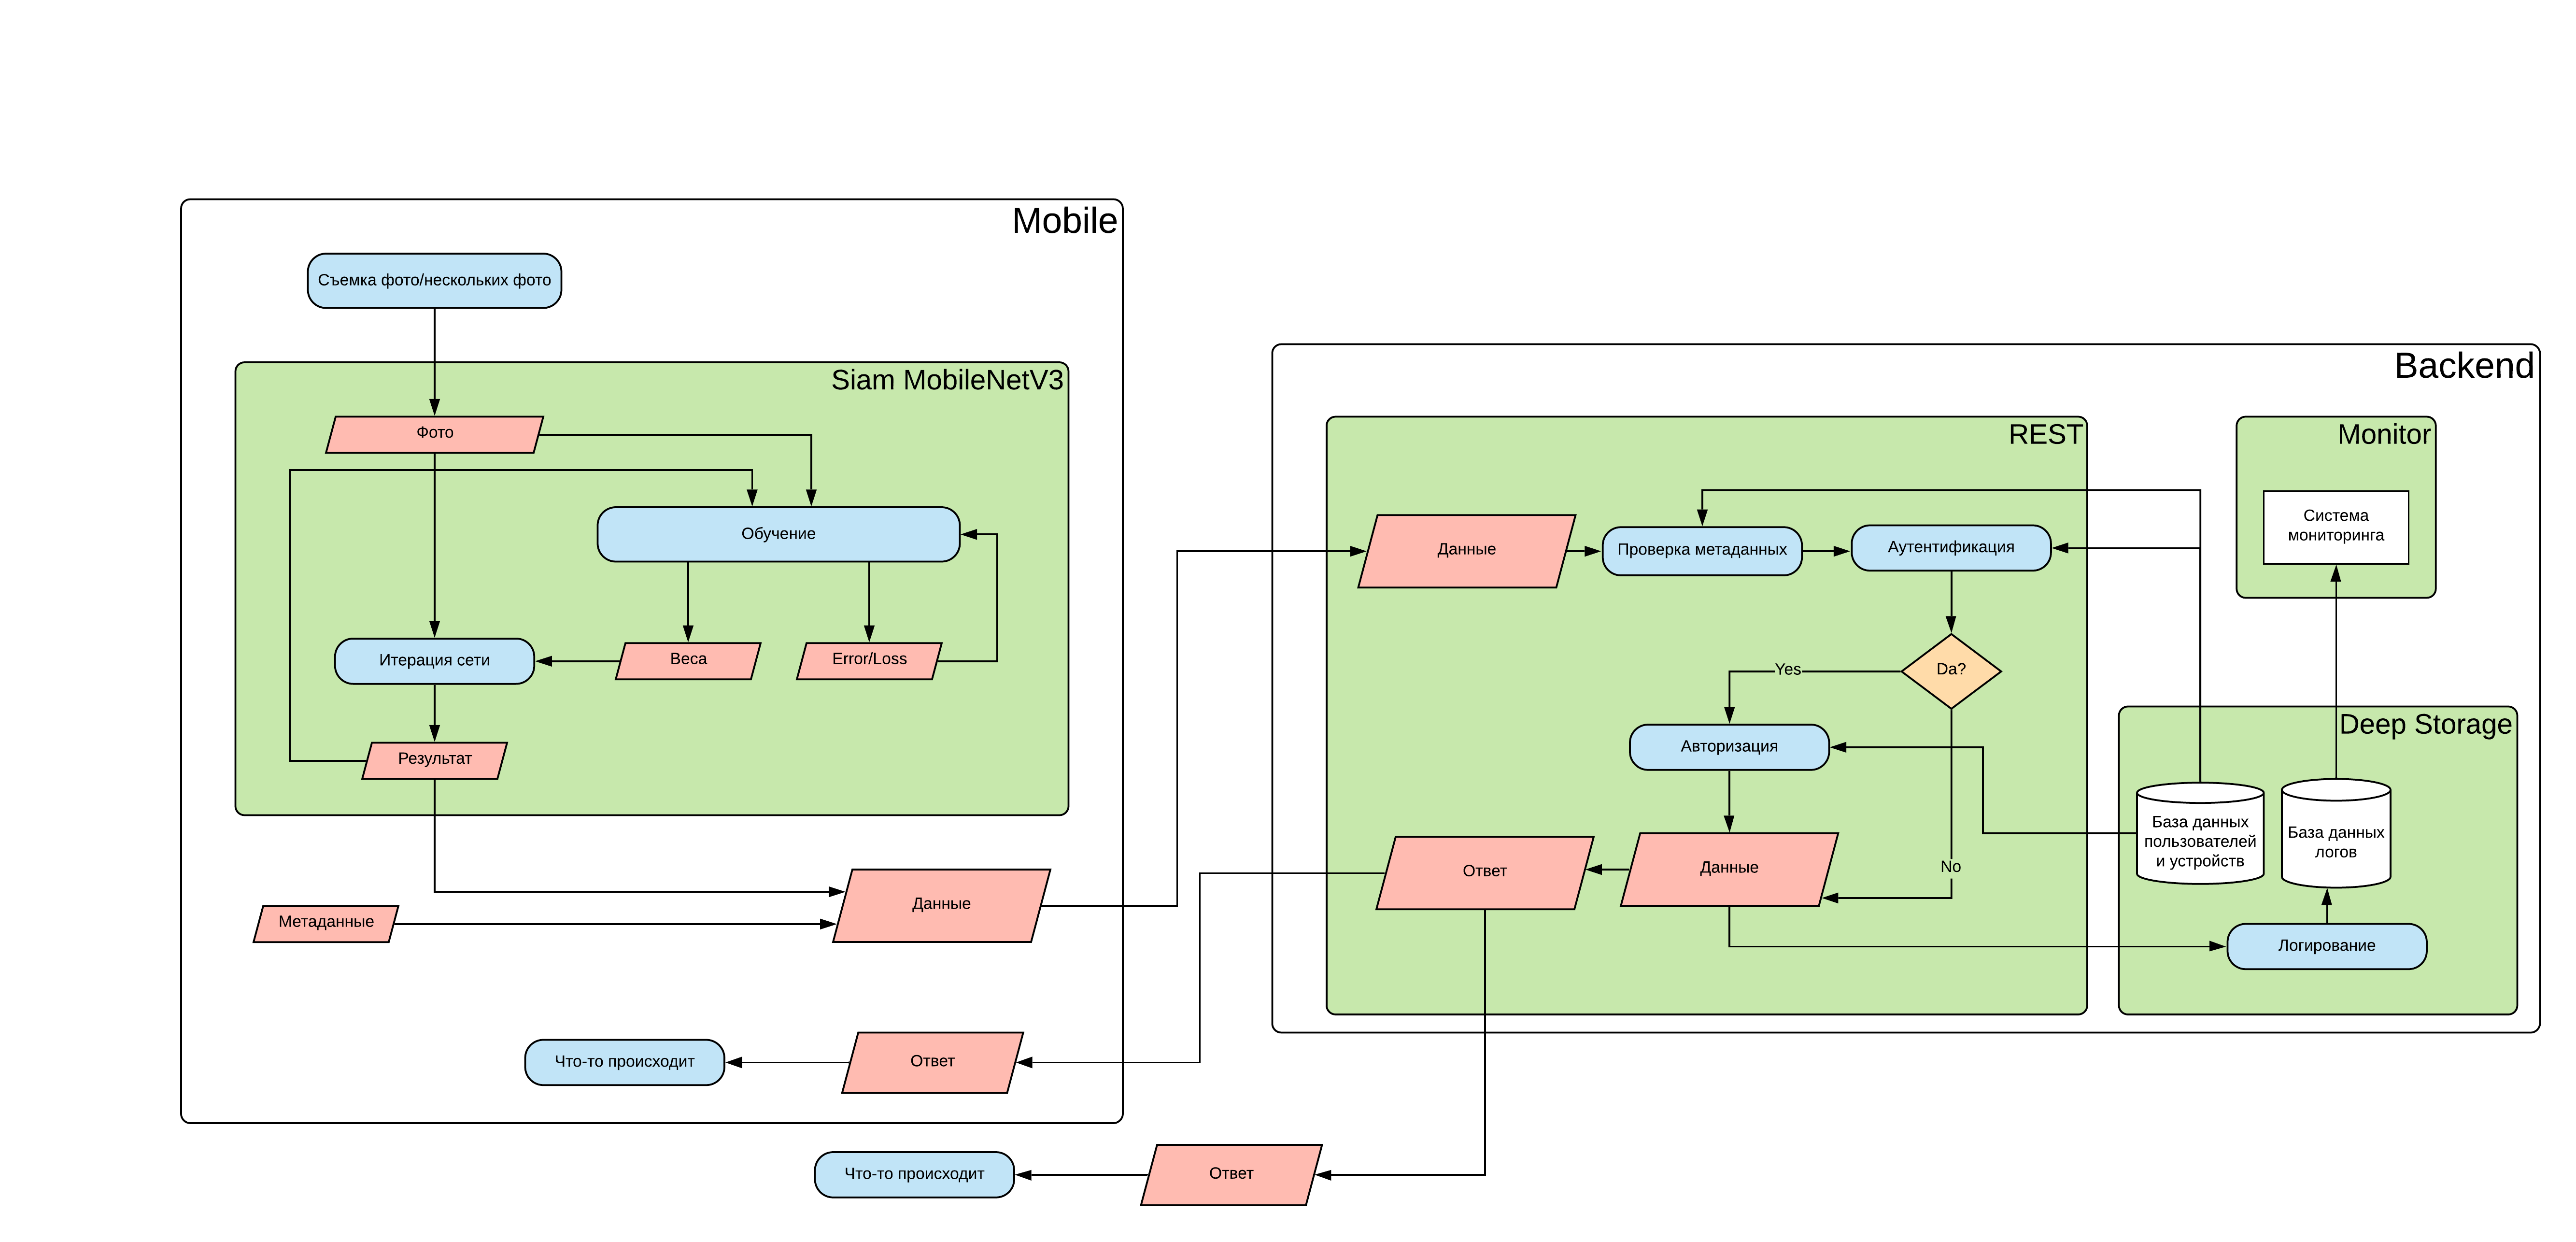 Mobile
Съемка фото/нескольких фото
Siam MobileNetV3
Фото
Обучение
Итерация сети
Веса
Error/Loss
Результат
Данные
Метаданные
Что-то происходит
Ответ
Что-то происходит
Ответ
Backend
REST
Данные
Проверка метаданных
Аутентификация
Da?
Yes
Авторизация
Ответ
Данные
No
Monitor
Система
мониторинга
Deep Storage
База данных
пользователей
и устройств
База данных
логов
Логирование